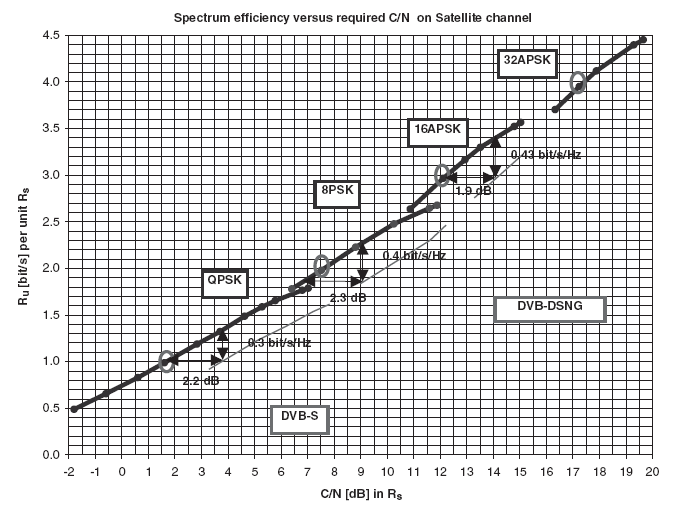 Spectrum efficiency versus required C/N on Satellite channel
4.5
4.0
3.5
3.0
2.5
2.0
1.5
1.0
0.5
0.0
Ru [bit/s] per unit Rs
32APSK
16APSK
0.43 bit/s/Hz
1.9 dB
8PSK
0.4 bit/s/Hz
QPSK
2.3 dB
DVB-DSNG
0.3 bit/s/Hz
2.2 dB
DVB-S
-2 -1 0 1 2 3 4 5 6 7 8 9 10 11 12 13 14 15 16 17 18 19 20
C/N [dB] in Rs